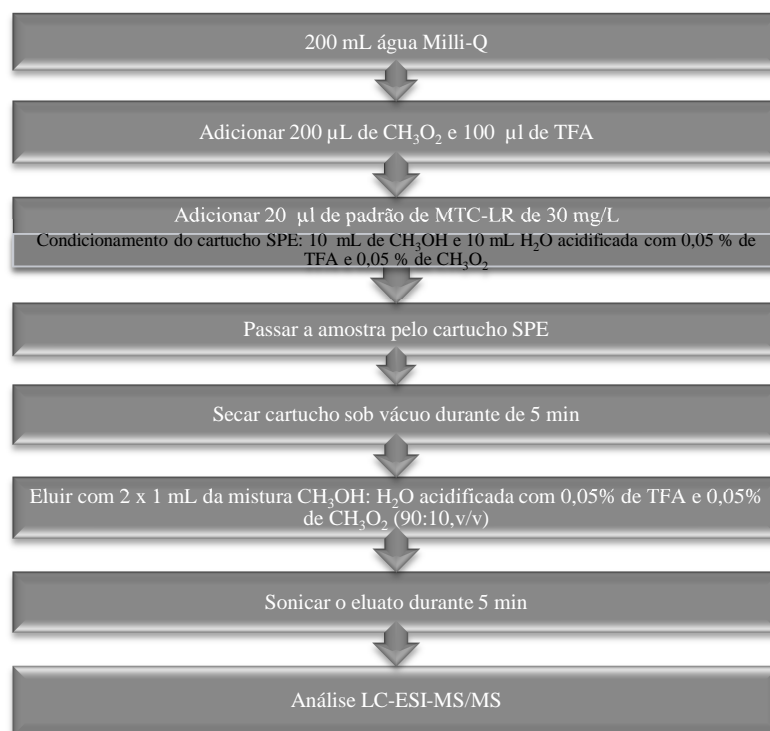 200 mL água Milli-Q
Adicionar 200 µL de CH₃O₂ e 100 µl de TFA
Adicionar 20 µl de padrão de MTC-LR de 30 mg/L
Condicionamento do cartucho SPE: 10 mL de CH₃OH e 10 mL H₂O acidificada com 0,05 % de
TFA e 0,05 % de CH₃O₂
Passar a amostra pelo cartucho SPE
Secar cartucho sob vácuo durante de 5 min
Eluir com 2 x 1 mL da mistura CH₃OH: H₂O acidificada com 0,05% de TFA e 0,05%
de CH₃O₂ (90:10,v/v)
Sonicar o eluato durante 5 min
Análise LC-ESI-MS/MS